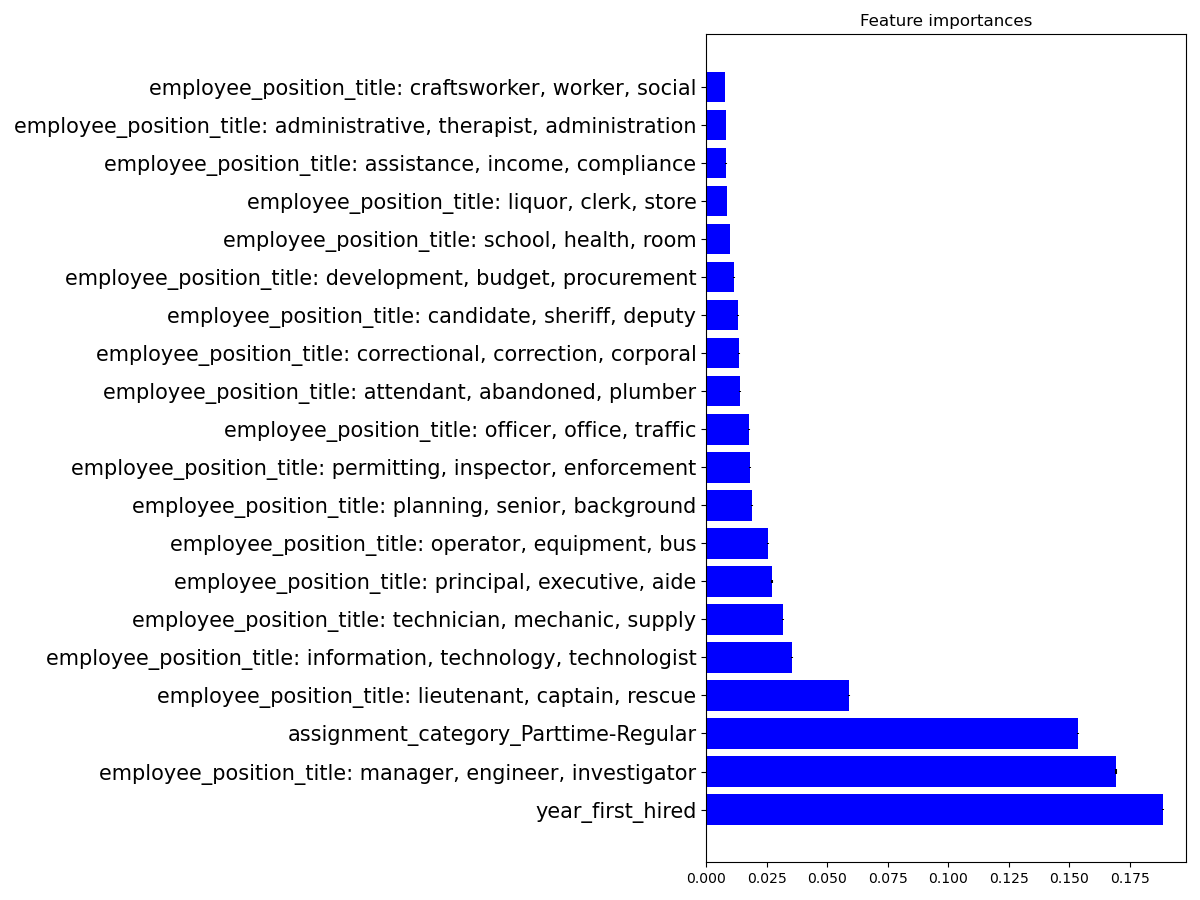 Feature importances
employee_position_title: craftsworker, worker, social
employee_position_title: administrative, therapist, administration
employee_position_title: assistance, income, compliance
employee_position_title: liquor, clerk, store
employee_position_title: school, health, room
employee_position_title: development, budget, procurement
employee_position_title: candidate, sheriff, deputy
employee_position_title: correctional, correction, corporal
employee_position_title: attendant, abandoned, plumber
employee_position_title: officer, office, traffic
employee_position_title: permitting, inspector, enforcement
employee_position_title: planning, senior, background
employee_position_title: operator, equipment, bus
employee_position_title: principal, executive, aide
employee_position_title: technician, mechanic, supply
employee_position_title: information, technology, technologist
employee_position_title: lieutenant, captain, rescue
assignment_category_Parttime-Regular
employee_position_title: manager, engineer, investigator
year_first_hired
0.000 0.025 0.050 0.075 0.100 0.125 0.150 0.175